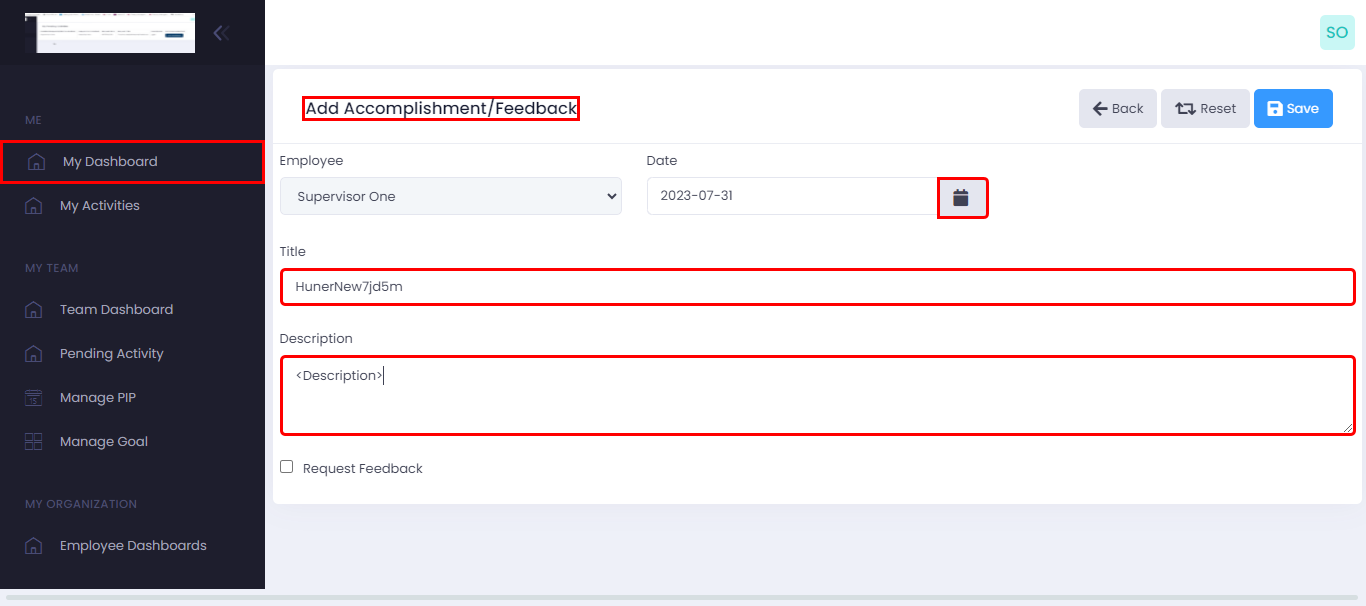 SO
ME
My Dashboard
My Activities
MY TEAM
Team Dashboard
Pending Activity
Manage PIP
Manage Goal
MY ORGANIZATION
Employee Dashboards
Add Accomplishment/Feedback
Back
Reset
Save
Employee
Date
Supervisor One
2023-07-31
Title
HunerNew7jd5m
Description
<Description>
Request Feedback